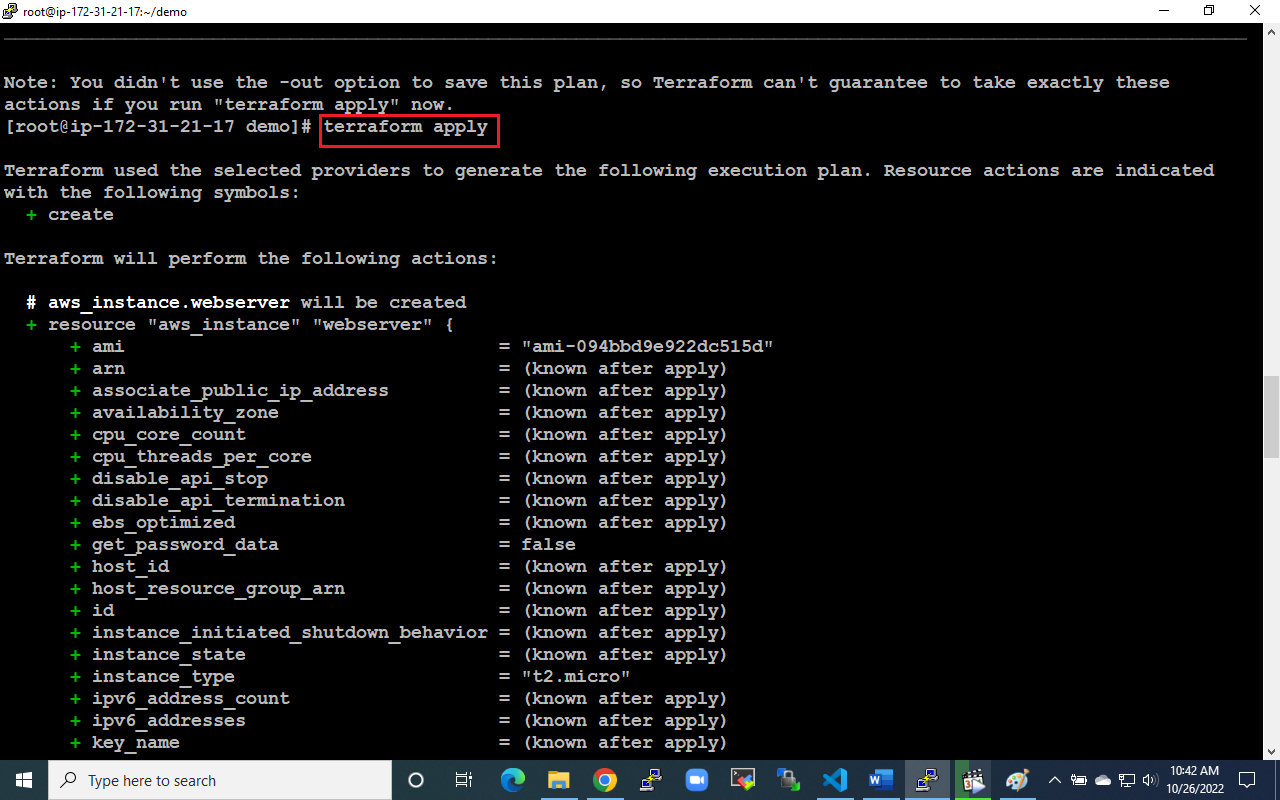 root@ip-172-31-21-17:~/demo
Note: You didn't use the -out option to save this plan, so Terraform can't guarantee to take exactly these
actions if you run "terraform apply" now.
[root@ip-172-31-21-17 demo]# terraform apply
Terraform used the selected providers to generate the following execution plan. Resource actions are indicated
with the following symbols:
+ create
Terraform will perform the following actions:
# aws_instance.webserver will be created
+ resource "aws_instance" "webserver" {
+ ami = "ami-094bbd9e922dc515d"
+ arn = (known after apply)
+ associate_public_ip_address = (known after apply)
+ availability_zone = (known after apply)
+ cpu_core_count = (known after apply)
+ cpu_threads_per_core = (known after apply)
+ disable_api_stop = (known after apply)
+ disable_api_termination = (known after apply)
+ ebs_optimized = (known after apply)
+ get_password_data = false
+ host_id = (known after apply)
+ host_resource_group_arn = (known after apply)
+ id = (known after apply)
+ instance_initiated_shutdown_behavior = (known after apply)
+ instance_state = (known after apply)
+ instance_type = "t2.micro"
+ ipv6_address_count = (known after apply)
+ ipv6_addresses = (known after apply)
+ key_name = (known after apply)
Type here to search
10:42 AM
10/26/2022